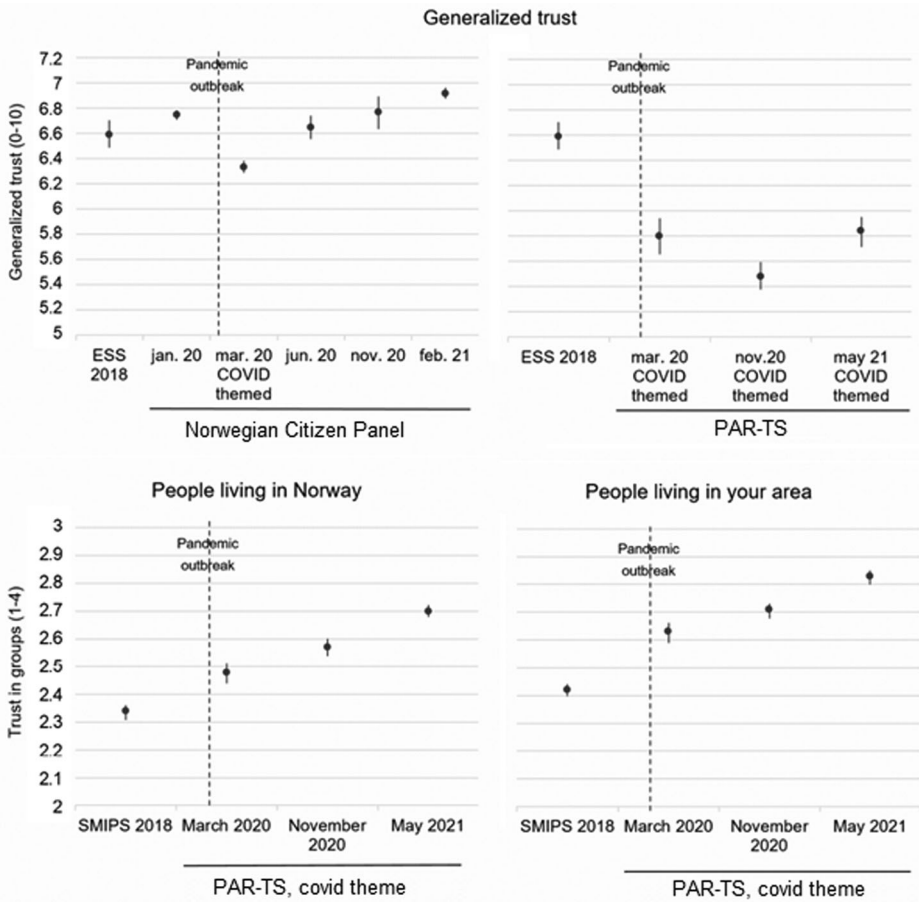 Generalized trust
Generalized trust (0-10)
7.2
7
6.8
6.6
6.4
6.2
6
5.8
5.6
5.4
5.2
5
Pandemic
outbreak
ESS
2018
jan. 20
mar. 20
COVID
themed
jun. 20
nov. 20
feb. 21
Norwegian Citizen Panel
Pandemic
outbreak
ESS 2018
mar. 20
COVID
themed
nov.20
COVID
themed
may 21
COVID
themed
PAR-TS
People living in Norway
Trust in groups (1-4)
3
2.9
2.8
2.7
2.6
2.5
2.4
2.3
2.2
2.1
2
Pandemic
outbreak
SMIPS 2018
March 2020
November
2020
May 2021
PAR-TS, covid theme
People living in your area
Pandemic
outbreak
SMIPS 2018
March 2020
November
2020
May 2021
PAR-TS, covid theme